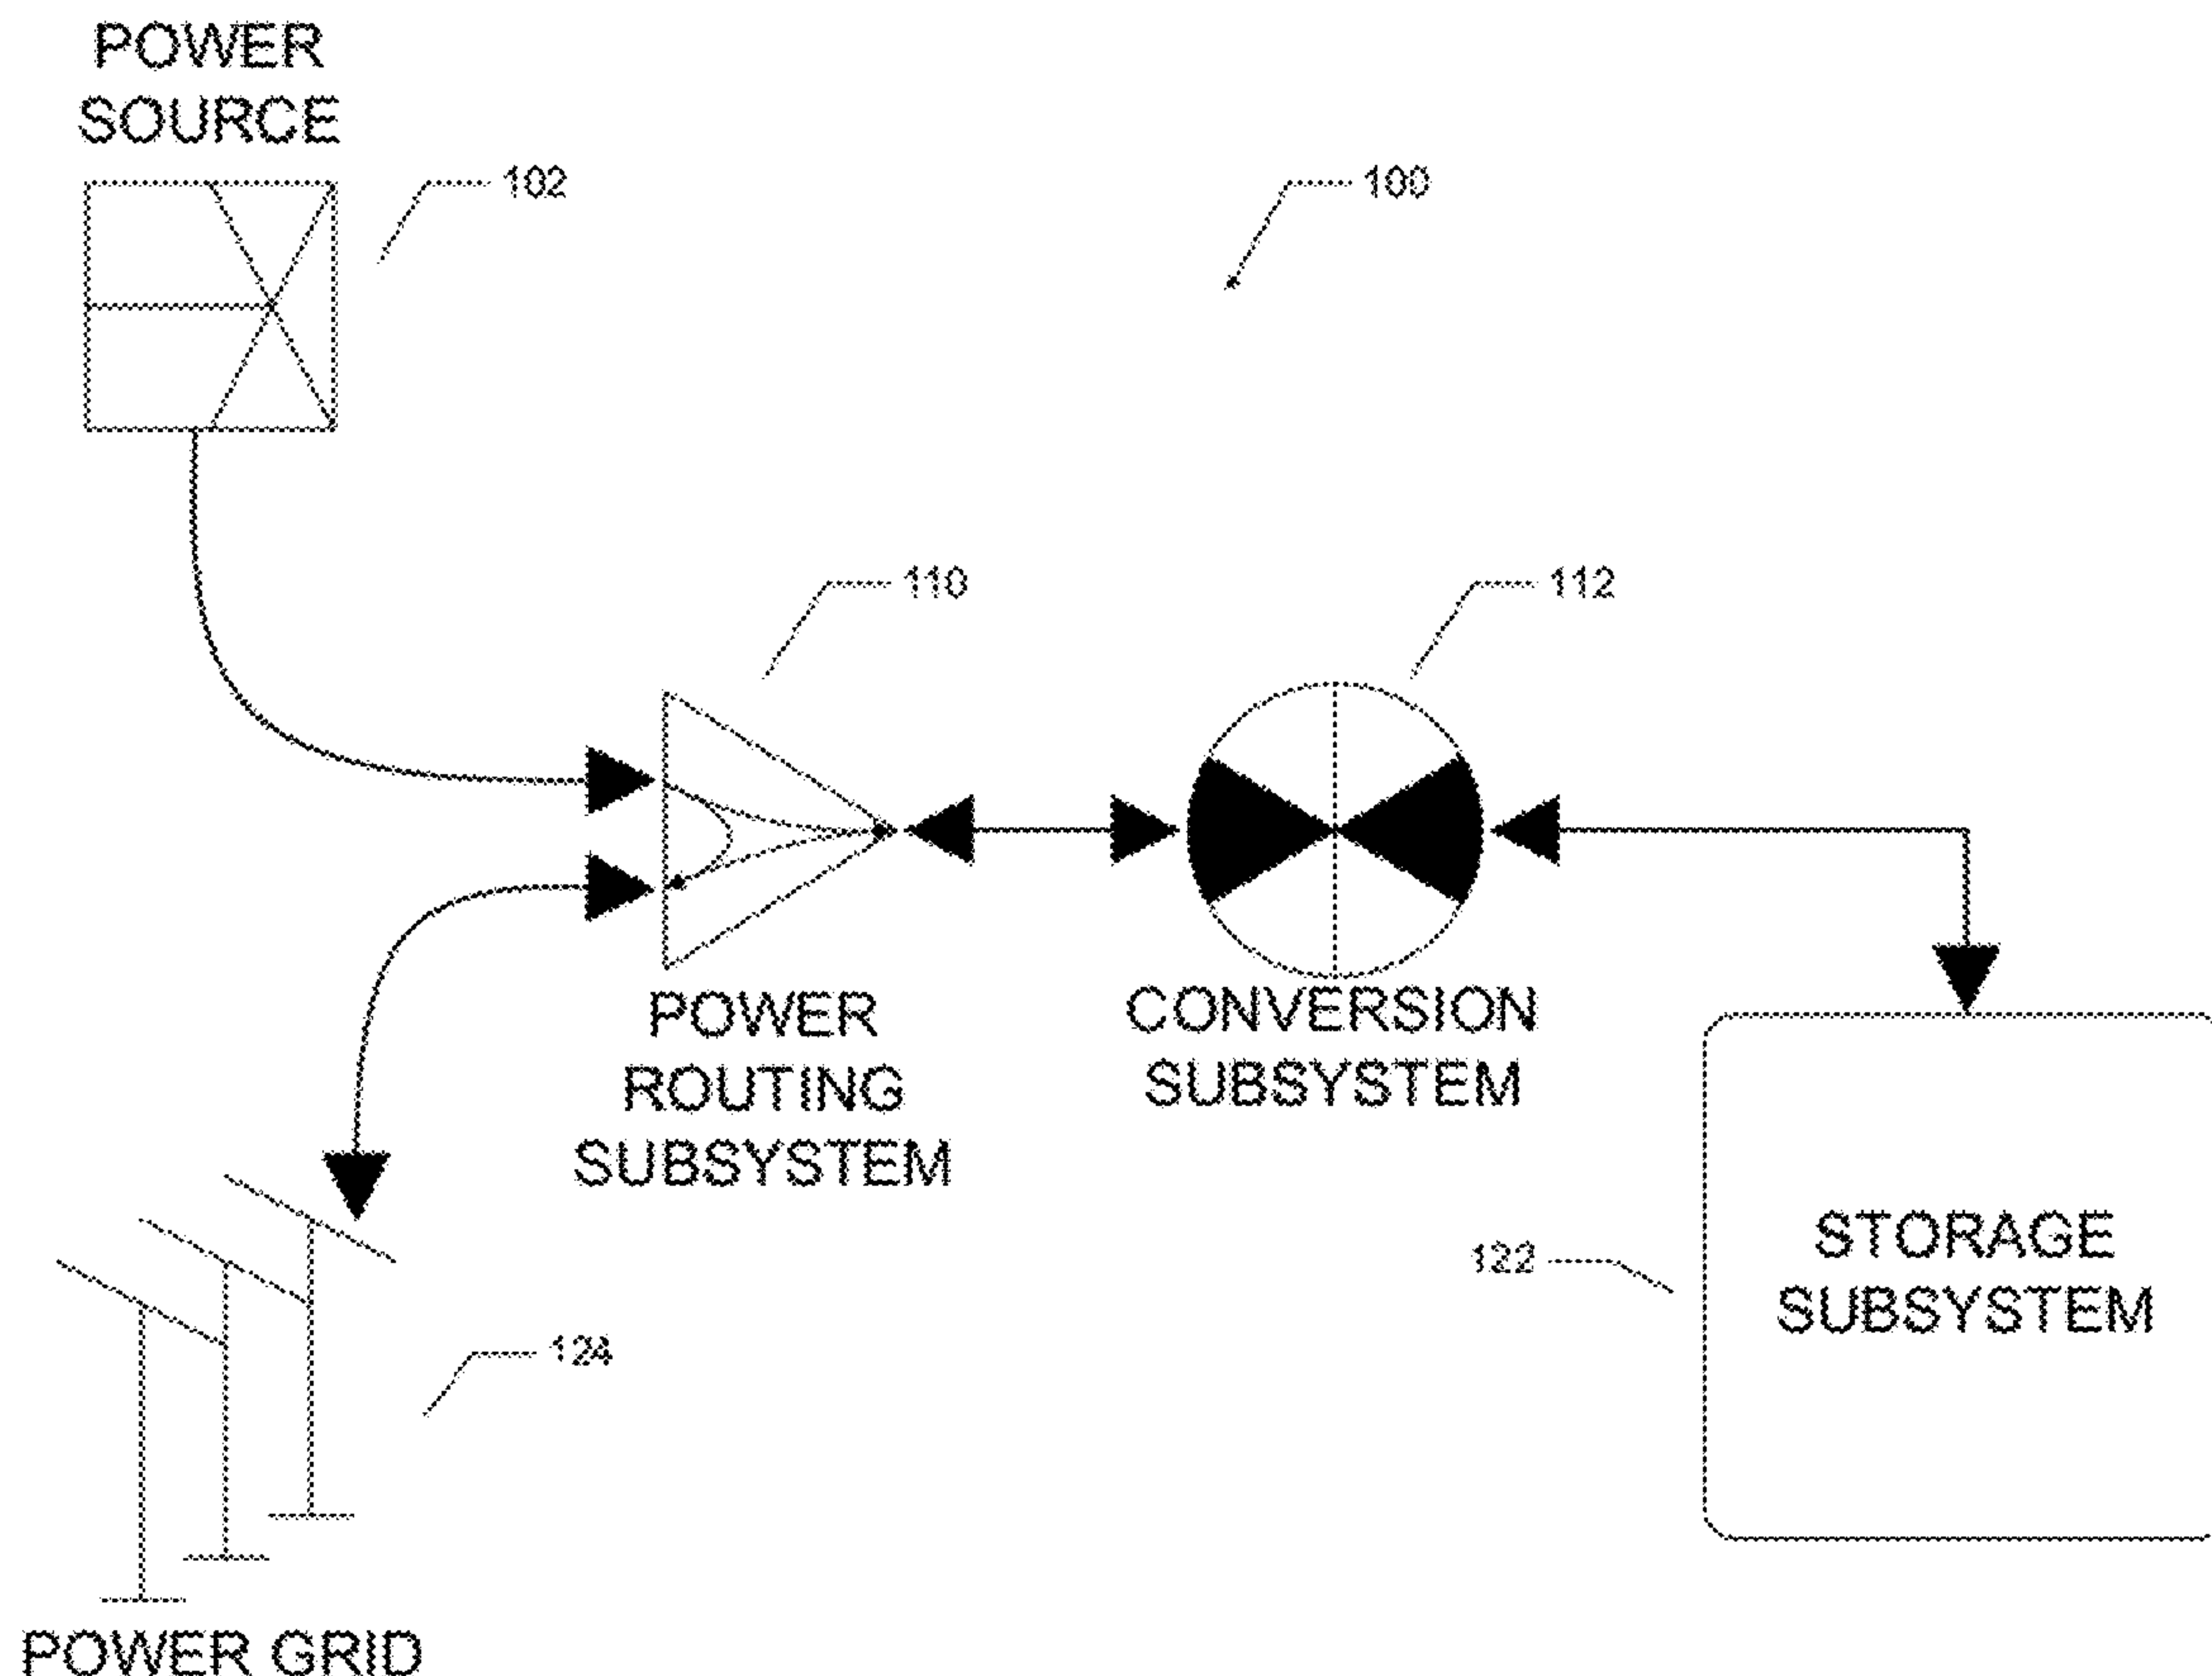 POWER
SOURCE
102
100
110
112
POWER
ROUTING
SUBSYSTEM
CONVERSION
SUBSYSTEM
STORAGE
SUBSYSTEM
122
124
POWER GRID